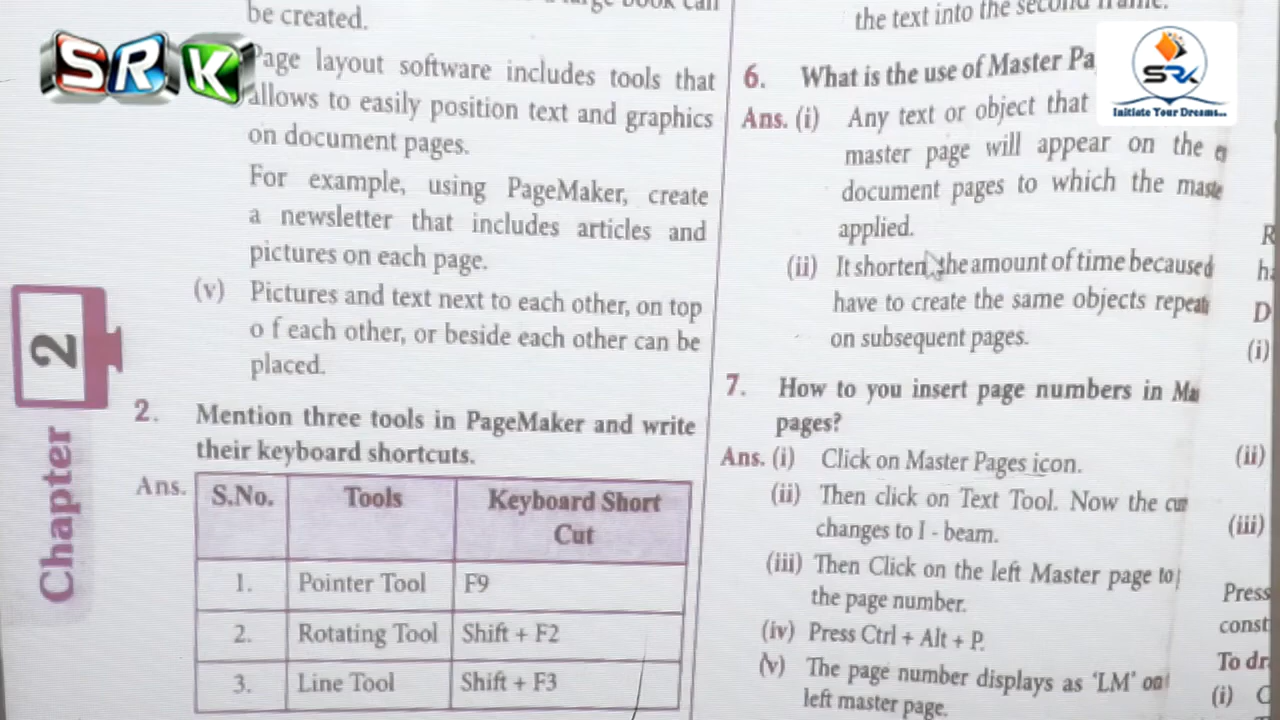 SRK
be created.
Page layout software includes tools that
allows to easily position text and graphics
on document pages.
For example, using PageMaker, create
a newsletter that includes articles and
pictures on each page.
(v) Pictures and text next to each other, on top
o f each other, or beside each other can be
placed.
Chapter 2
2. Mention three tools in PageMaker and write
their keyboard shortcuts.
Ans.
S.No. Tools Keyboard Short
Cut
1. Pointer Tool F9
2. Rotating Tool Shift + F2
3. Line Tool Shift + F3
the text into the second frame.
6. What is the use of Master Pa
Ans. (i) Any text or object that
master page will appear on the
document pages to which the
applied.
(ii) It shorten the amount of time because
have to create the same objects
on subsequent pages.
7. How to you insert page numbers in
pages?
Ans. (i) Click on Master Pages icon.
(ii) Then click on Text Tool. Now the
changes to I - beam.
(iii) Then Click on the left Master page to
the page number.
(iv) Press Ctrl + Alt + P.
(v) The page number displays as 'LM' on
left master page.
SRK
Initiate Your Dreams...
(i)
(ii)
(iii)
Press
const
To dr
(i)